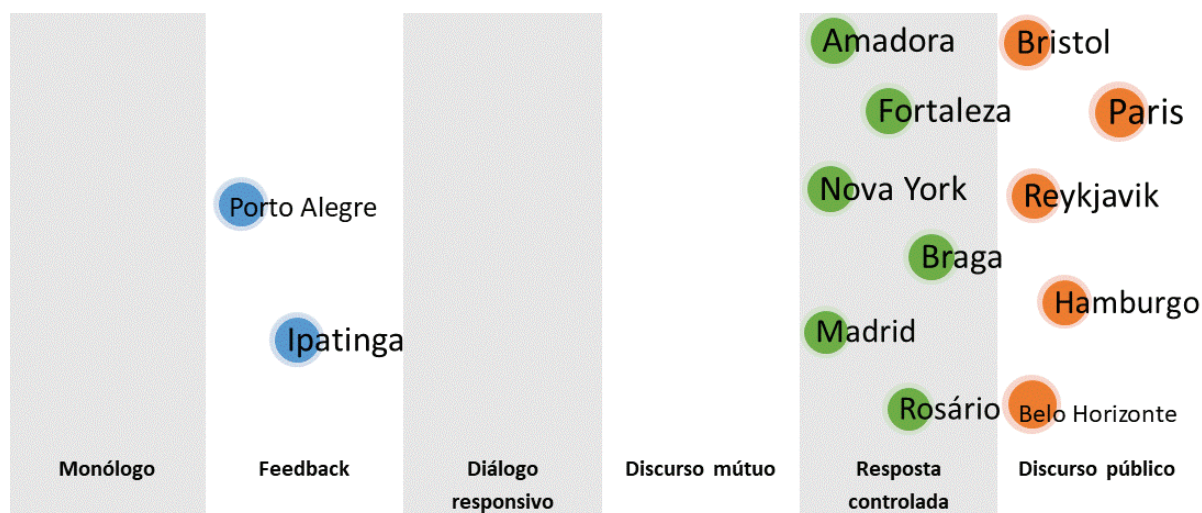 Amadora
Bristol
Fortaleza
Paris
Nova York
Reykjavik
Porto Alegre
Braga
Hamburgo
Madrid
Ipatinga
Rosário
Belo Horizonte
Monólogo
Feedback
Diálogo
responsivo
Discurso mútuo
Resposta
controlada
Discurso público